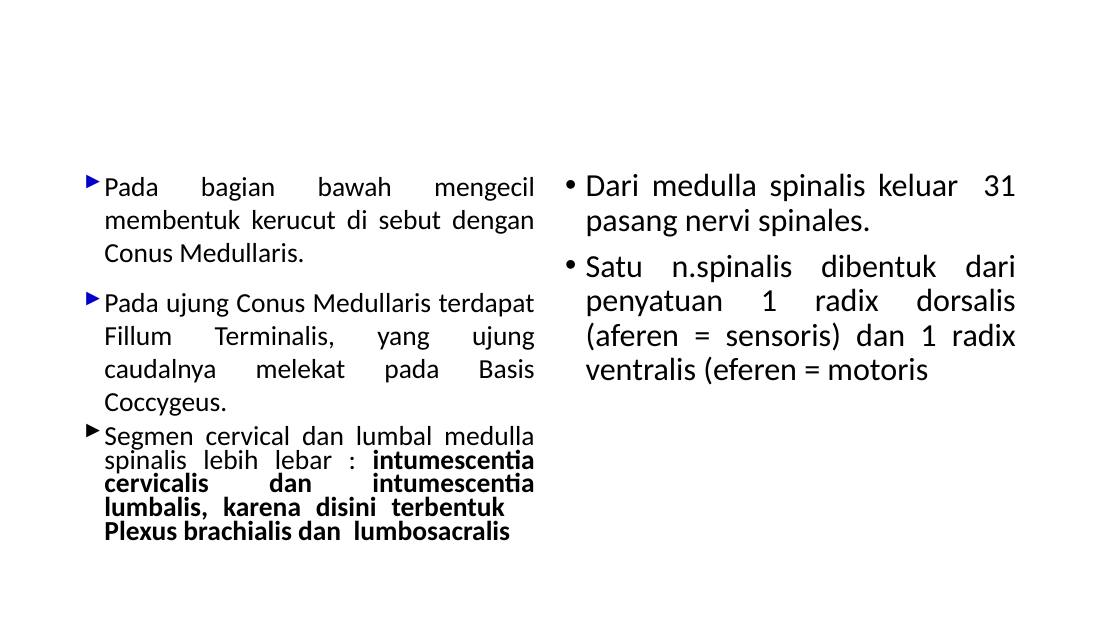 ► Pada bagian bawah mengecil
membentuk kerucut di sebut dengan
Conus Medullaris.
► Pada ujung Conus Medullaris terdapat
Fillum Terminalis, yang ujung
caudalnya melekat pada Basis
Coccygeus.
► Segmen cervical dan lumbal medulla
spinalis lebih lebar : intumescentia
cervicalis dan intumescentia
lumbalis, karena disini terbentuk
Plexus brachialis dan lumbosacralis
• Dari medulla spinalis keluar 31
pasang nervi spinales.
• Satu n.spinalis dibentuk dari
penyatuan 1 radix dorsalis
(aferen = sensoris) dan 1 radix
ventralis (eferen = motoris